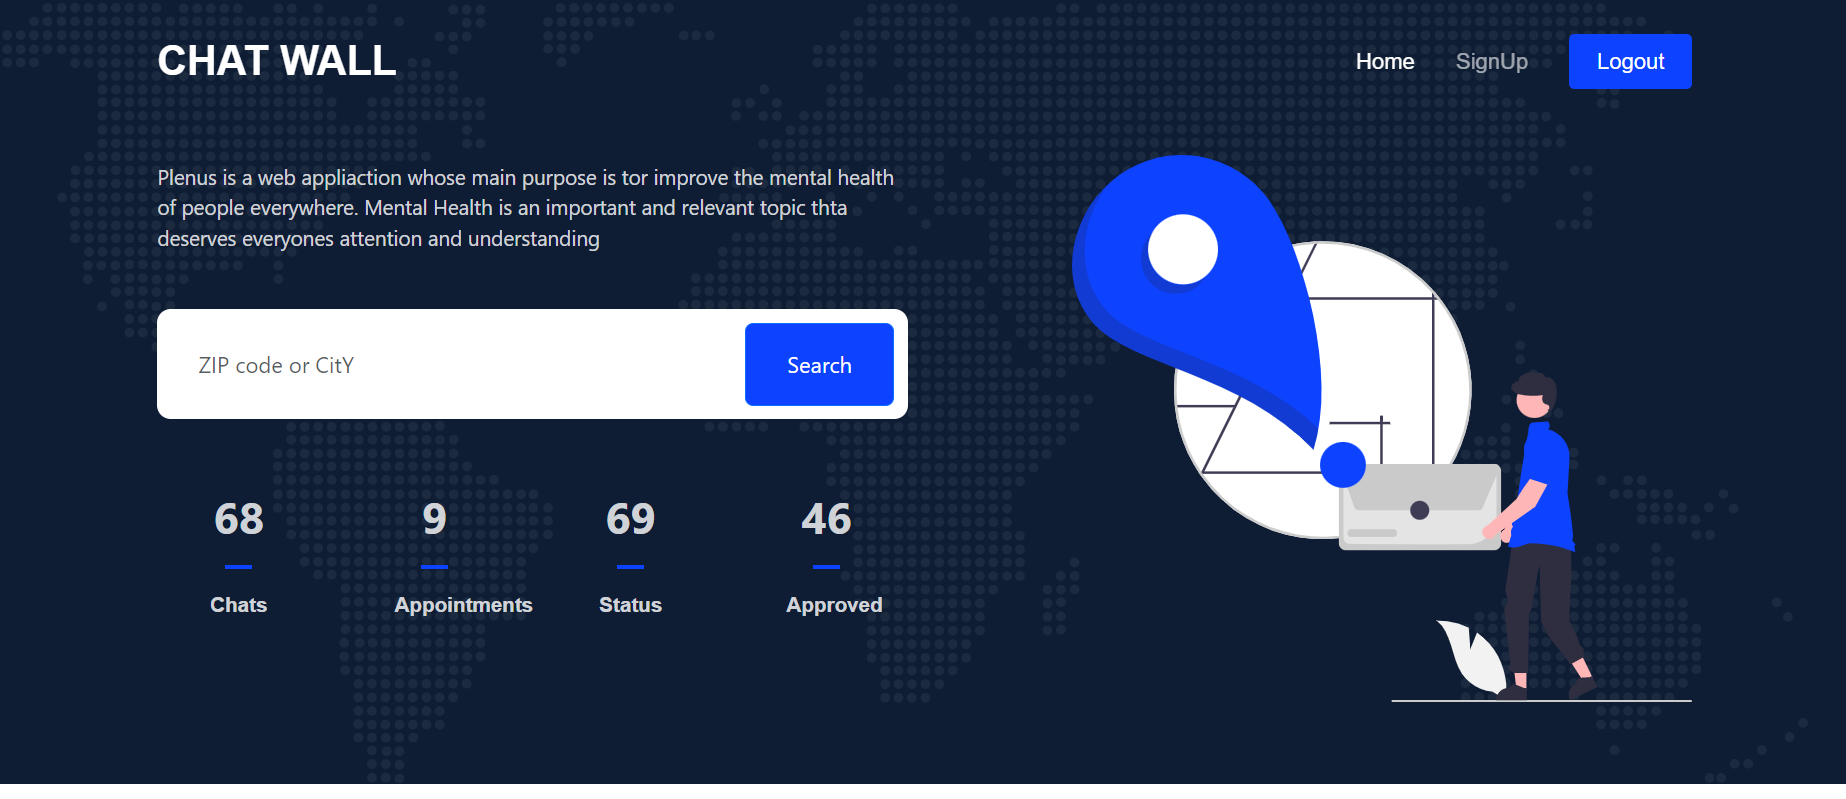 CHAT WALL
Home
SignUp
Logout
Plenus is a web appliaction whose main purpose is tor improve the mental health
of people everywhere. Mental Health is an important and relevant topic thta
deserves everyones attention and understanding
ZIP code or CitY
Search
68
9
69
46
Chats
Appointments
Status
Approved